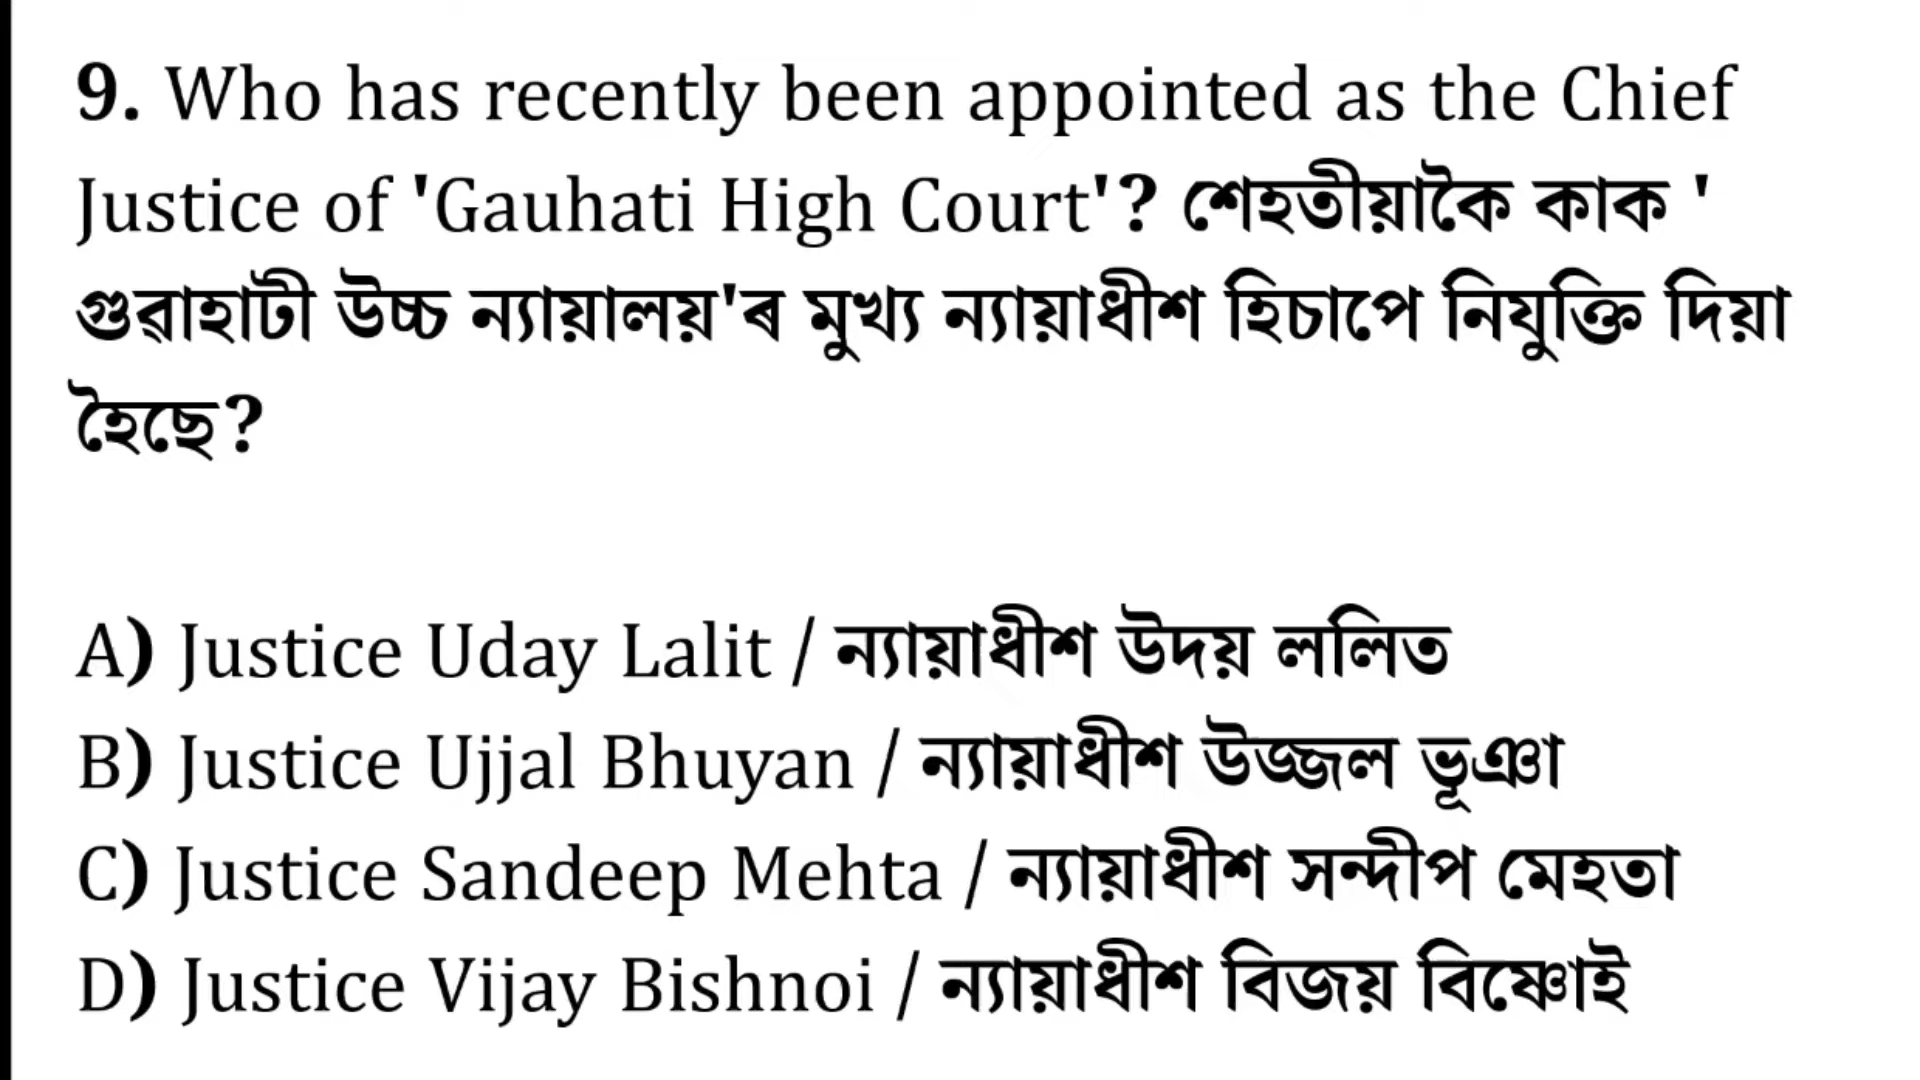 9. Who has recently been appointed as the Chief
Justice of 'Gauhati High Court'? শেহতীয়াকৈ কাক '
গুৱাহাটী উচ্চ ন্যায়ালয়'ৰ মুখ্য ন্যায়াধীশ হিচাপে নিযুক্তি দিয়া
হৈছে?
A) Justice Uday Lalit / ন্যায়াধীশ উদয় ললিত
B) Justice Ujjal Bhuyan / ন্যায়াধীশ উজ্জল ভূঞা
C) Justice Sandeep Mehta / ন্যায়াধীশ সন্দীপ মেহতা
D) Justice Vijay Bishnoi / ন্যায়াধীশ বিজয় বিষ্ণোই